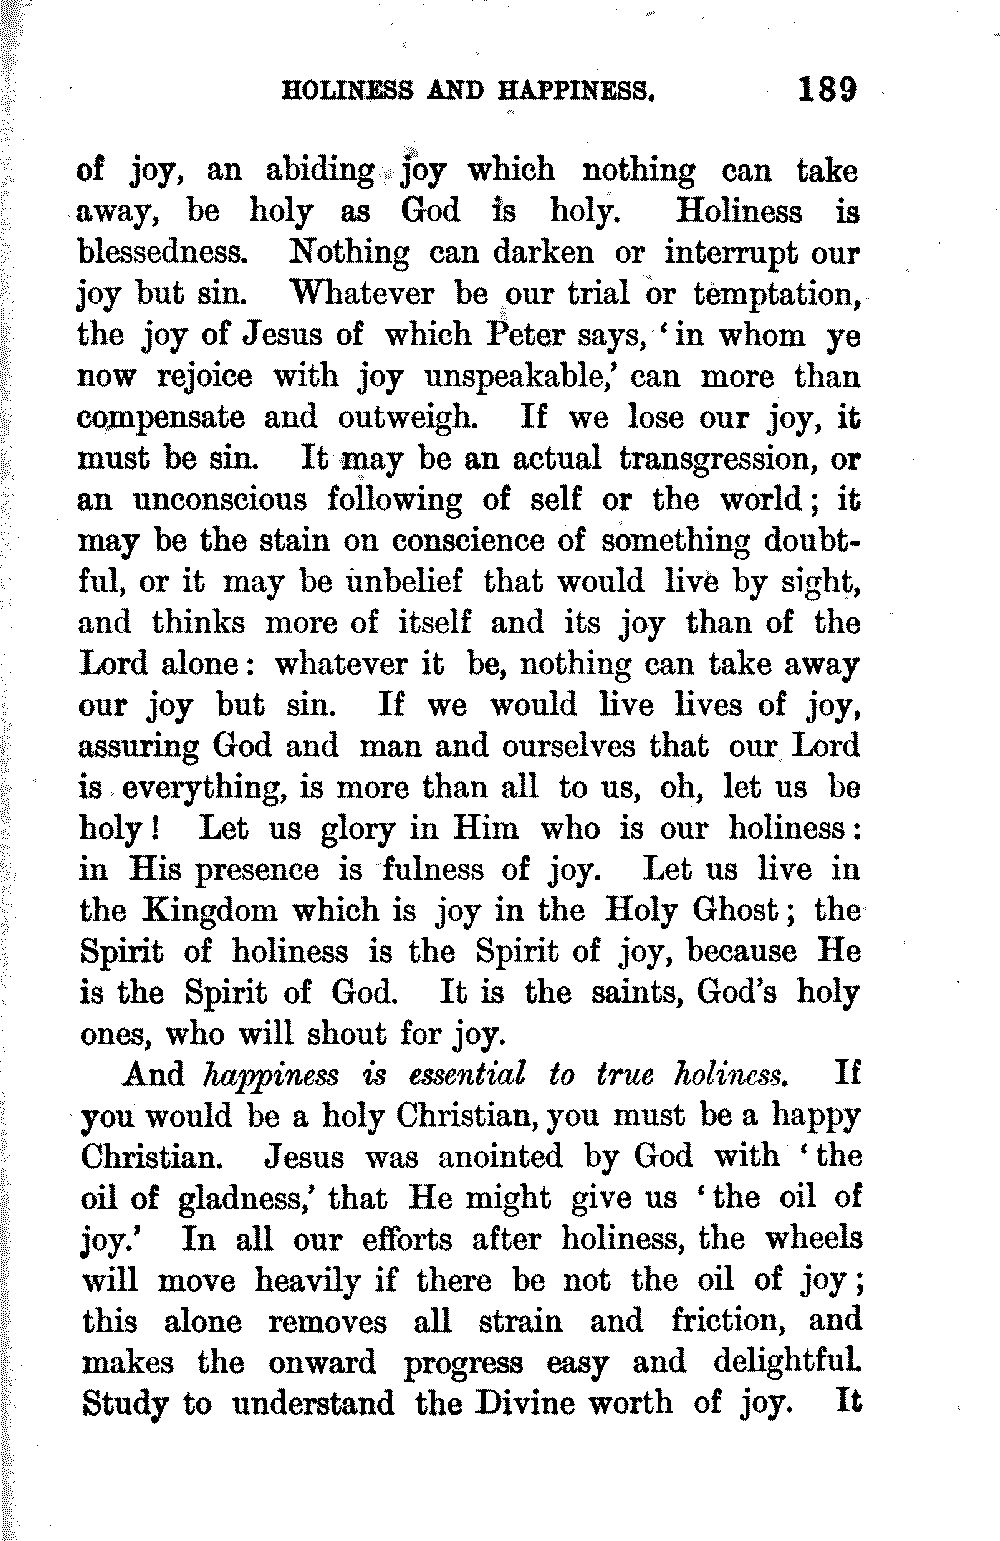 HOLINESS AND HAPPINESS. 189
of joy, an abiding joy which nothing can take
away, be holy as God is holy. Holiness is
blessedness. Nothing can darken or interrupt our
joy but sin. Whatever be our trial or temptation,
the joy of Jesus of which Peter says, ‘in whom ye
now rejoice with joy unspeakable,’ can more than
compensate and outweigh. If we lose our joy, it
must be sin. It may be an actual transgression, or
an unconscious following of self or the world; it
may be the stain on conscience of something doubt-
ful, or it may be unbelief that would live by sight,
and thinks more of itself and its joy than of the
Lord alone: whatever it be, nothing can take away
our joy but sin. If we would live lives of joy,
assuring God and man and ourselves that our Lord
is everything, is more than all to us, oh, let us be
holy! Let us glory in Him who is our holiness:
in His presence is fulness of joy. Let us live in
the Kingdom which is joy in the Holy Ghost; the
Spirit of holiness is the Spirit of joy, because He
is the Spirit of God. It is the saints, God’s holy
ones, who will shout for joy.
And happiness is essential to true holiness. If
you would be a holy Christian, you must be a happy
Christian. Jesus was anointed by God with ‘the
oil of gladness,’ that He might give us ‘the oil of
joy.’ In all our efforts after holiness, the wheels
will move heavily if there be not the oil of joy;
this alone removes all strain and friction, and
makes the onward progress easy and delightful.
Study to understand the Divine worth of joy. It